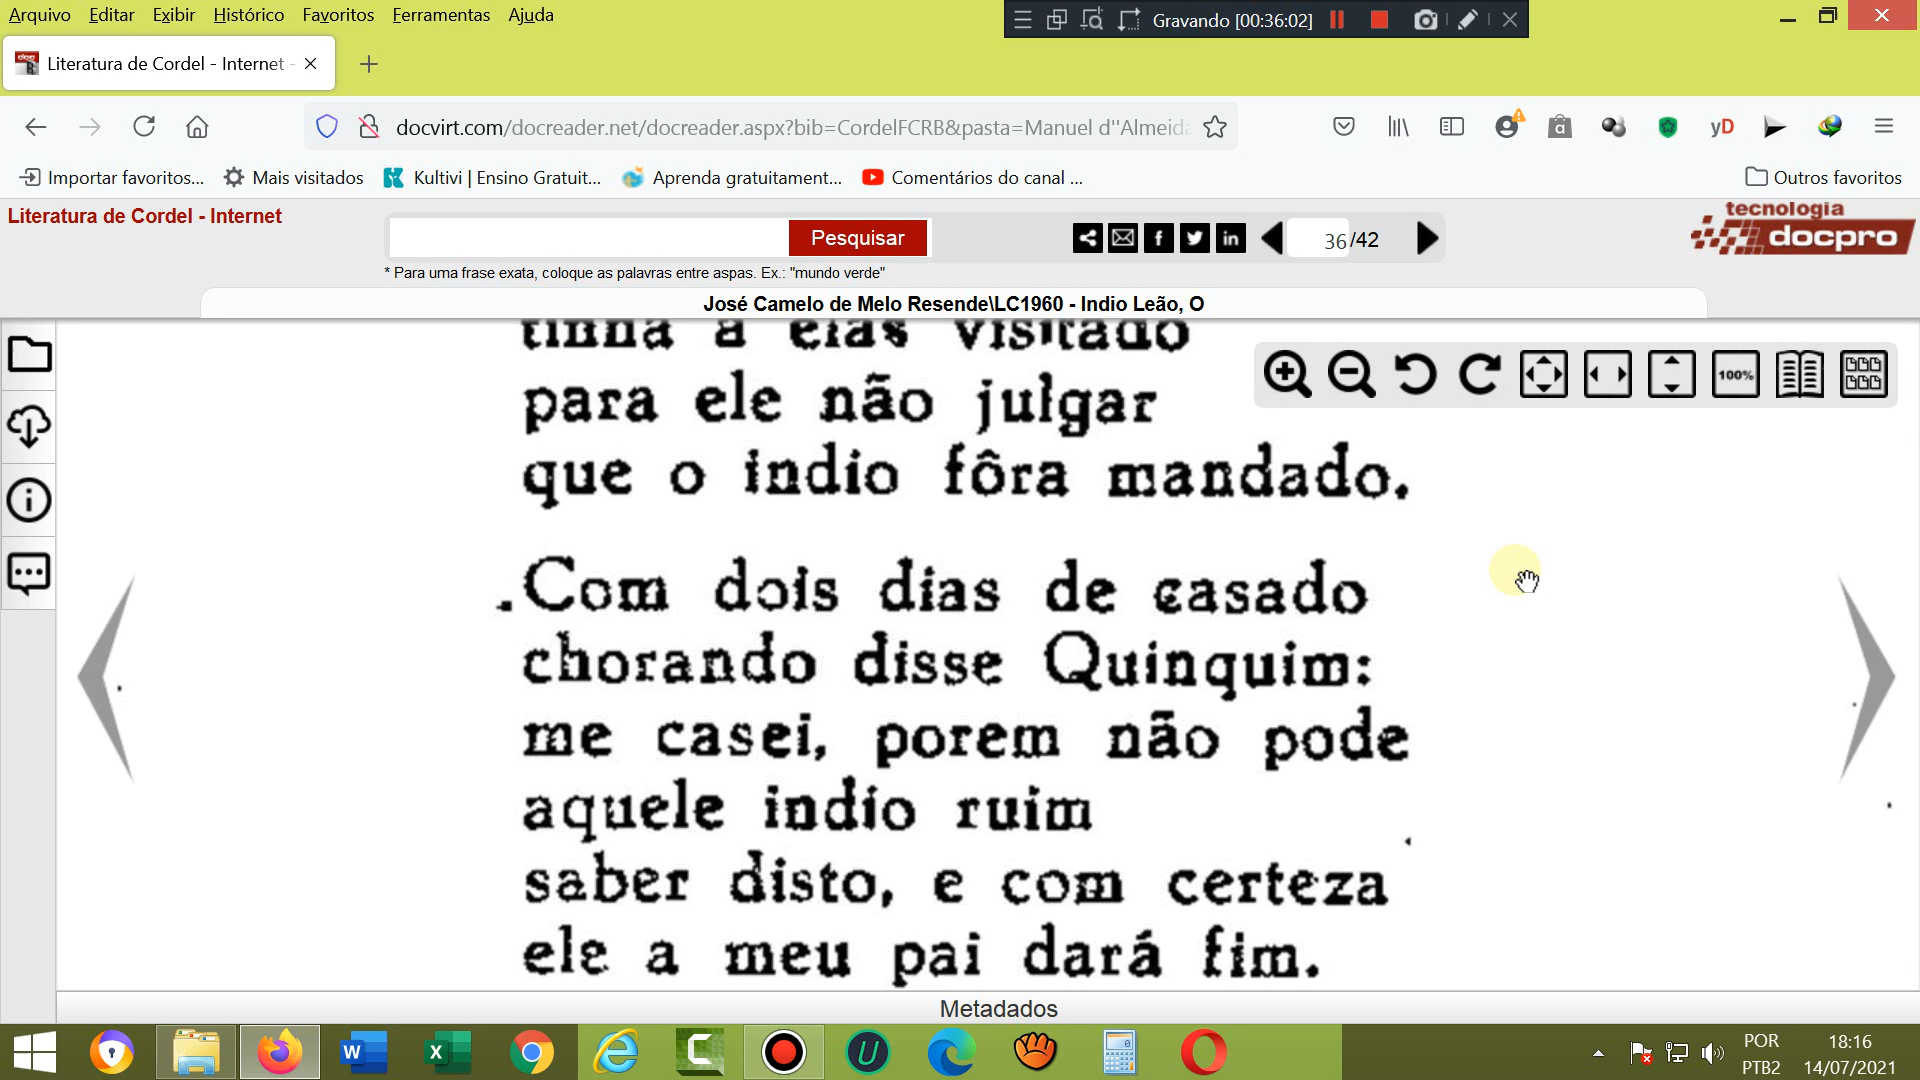 Arquivo Editar Exibir Histórico Favoritos Ferramentas Ajuda
Gravando [00:36:02]
Literatura de Cordel - Internet -
docvirt.com/docreader.net/docreader.aspx?bib=CordelFCRB&pasta=Manuel d''Almeida
Importar favoritos... Mais visitados Kultivi | Ensino Gratuit... Aprenda gratuitament... Comentários do canal ... Outros favoritos
Literatura de Cordel - Internet
Pesquisar
36 /42
tecnologia
docpro
* Para uma frase exata, coloque as palavras entre aspas. Ex.: "mundo verde"
José Camelo de Melo Resende\LC1960 - Indio Leão, O
100%
tinha a elas visitado
para ele não julgar
que o indio fôra mandado.
.Com dois dias de casado
chorando disse Quinquim:
me casei, porem não pode
aquele indio ruim
saber disto, e com certeza
ele a meu pai dará fim.
Metadados
POR
PTB2
18:16
14/07/2021